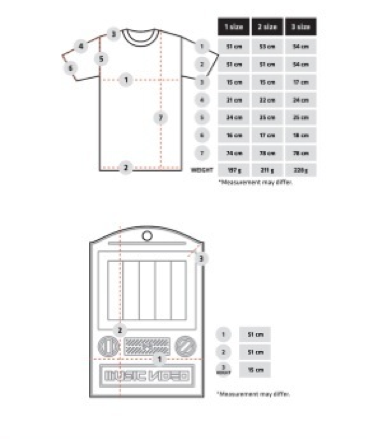 1 size 2 size 3 size
1 51 cm 53 cm 54 cm
2 51 cm 51 cm 54 cm
3 15 cm 15 cm 17 cm
4 21 cm 22 cm 24 cm
5 24 cm 25 cm 25 cm
6 16 cm 17 cm 18 cm
7 74 cm 78 cm 78 cm
WEIGHT 197 g 211 g 228 g
*Measurement may differ.
3
4
5
6
1
7
2
3
2
1
MUSIC VIDEO
1 51 cm
2 51 cm
3 15 cm
*Measurement may differ.